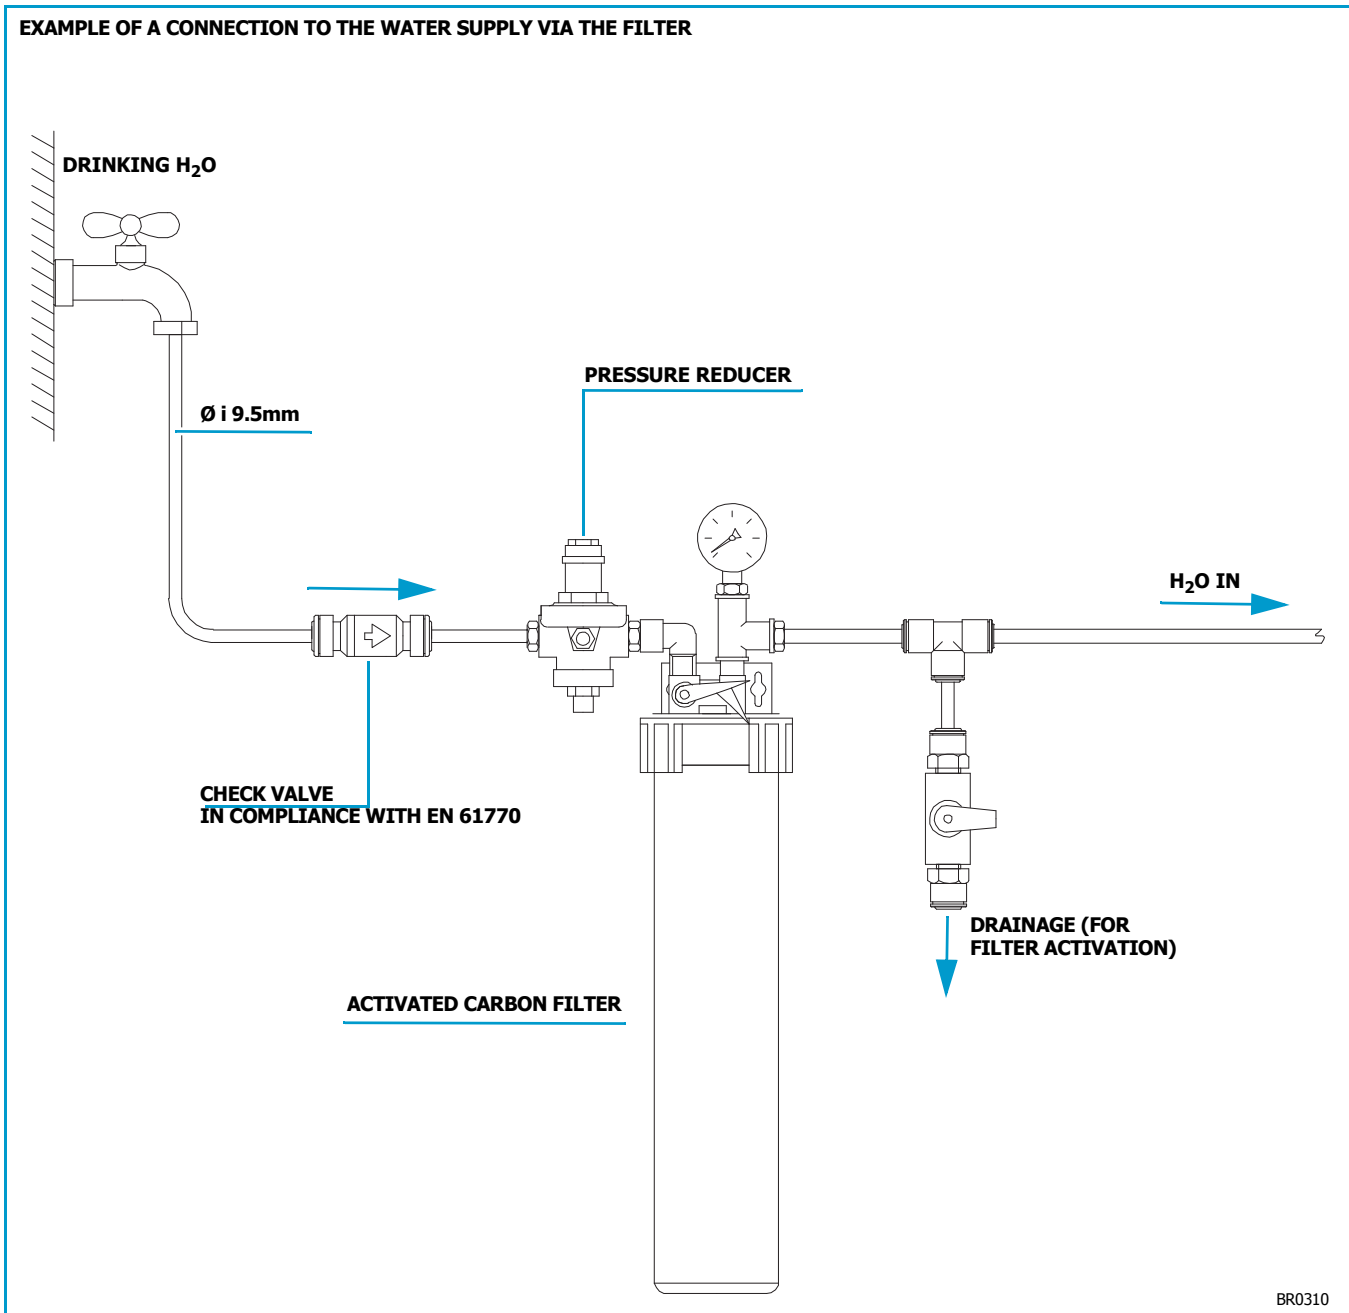 EXAMPLE OF A CONNECTION TO THE WATER SUPPLY VIA THE FILTER
DRINKING H₂O
PRESSURE REDUCER
Ø i 9.5mm
H₂O IN
CHECK VALVE
IN COMPLIANCE WITH EN 61770
DRAINAGE (FOR
FILTER ACTIVATION)
ACTIVATED CARBON FILTER
BR0310